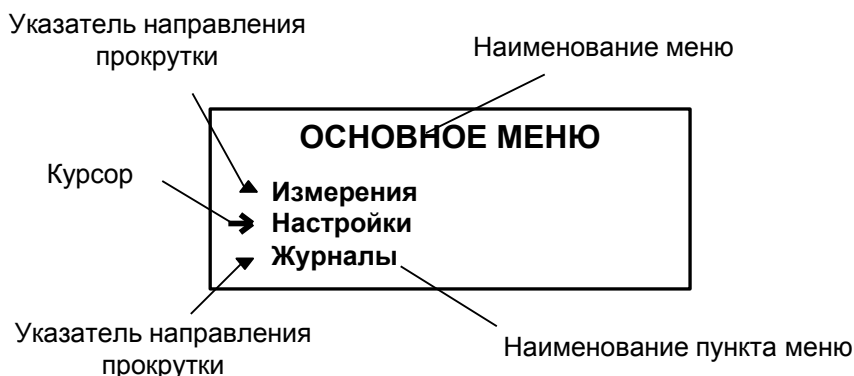 Указатель направления
прокрутки
Наименование меню
ОСНОВНОЕ МЕНЮ
Курсор
Измерения
Настройки
Журналы
Указатель направления
прокрутки
Наименование пункта меню